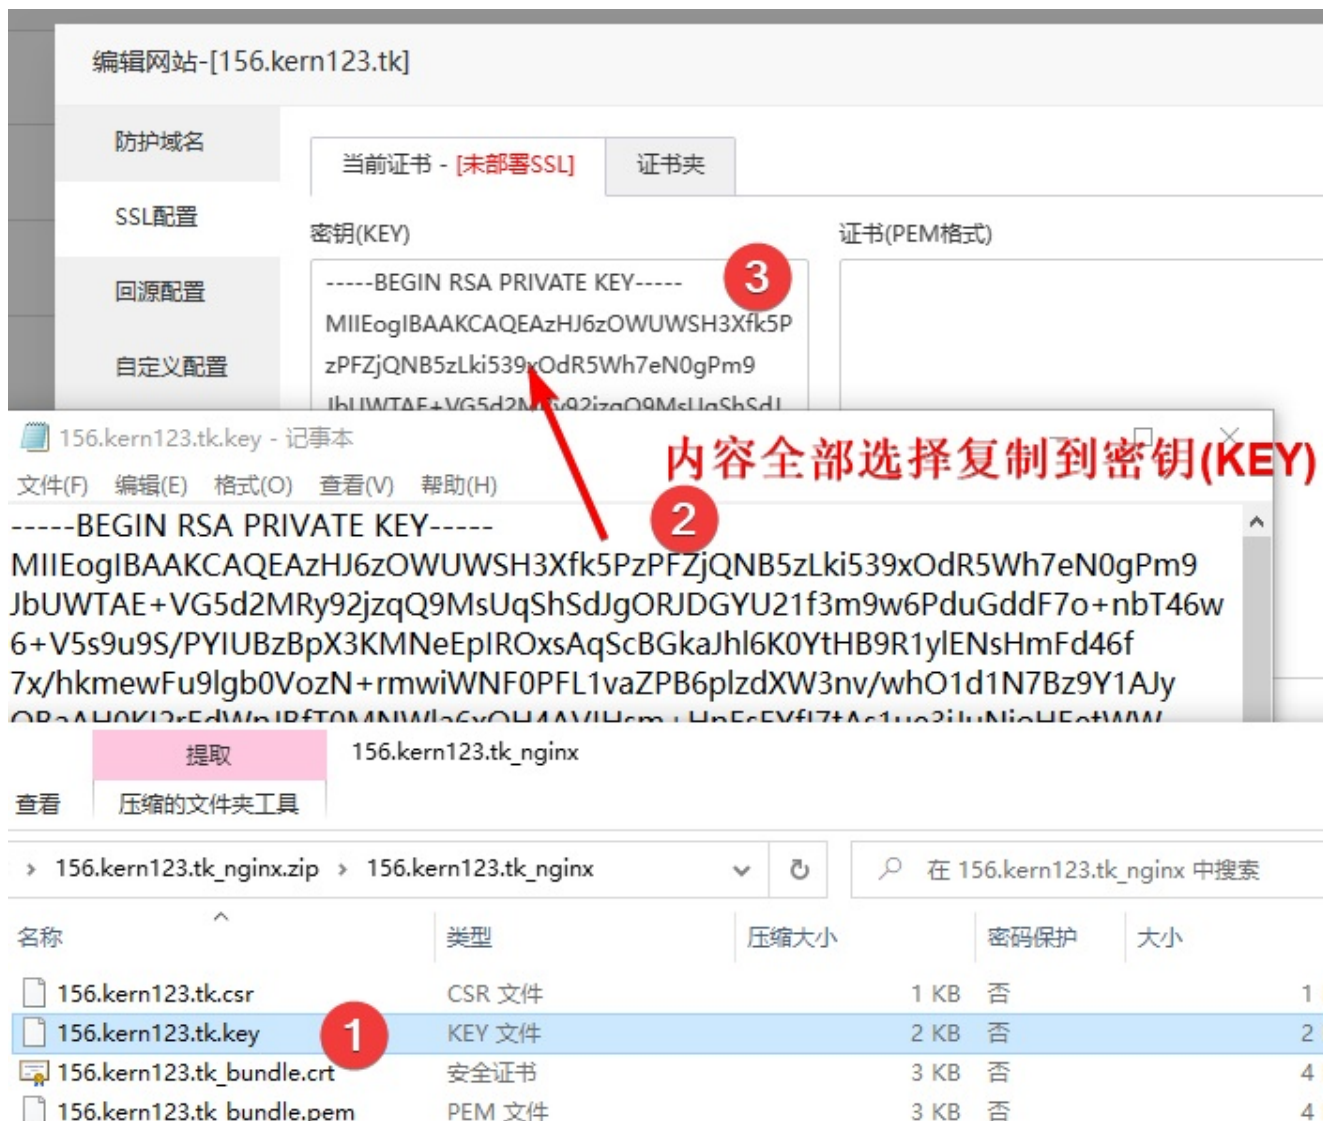 编辑网站-[156.kern123.tk]
防护域名
当前证书 - [未部署SSL]
证书夹
SSL配置
密钥(KEY)
证书(PEM格式)
回源配置
自定义配置
-----BEGIN RSA PRIVATE KEY-----
3
MIIEogIBAAKCAQEAzHJ6zOWUWSH3Xfk5P
zPFZjQNB5zLki539xOdR5Wh7eN0gPm9
156.kern123.tk.key - 记事本
内容全部选择复制到密钥(KEY)
文件(F) 编辑(E) 格式(O) 查看(V) 帮助(H)
2
-----BEGIN RSA PRIVATE KEY-----
MIIEogIBAAKCAQEAzHJ6zOWUWSH3Xfk5PzPFZjQNB5zLki539xOdR5Wh7eN0gPm9
JbUWTAE+VG5d2MRy92jzqQ9MsUqShSdJgORJDGYU21f3m9w6PduGddF7o+nbT46w
6+V5s9u9S/PYIUBzBpX3KMNeEpIROxsAqScBGkaJhl6K0YtHB9R1ylENsHmFd46f
7x/hkmewFu9lgb0VozN+rmwiWNF0PFL1vaZPB6plzdXW3nv/whO1d1N7Bz9Y1AJy
提取
156.kern123.tk_nginx
查看
压缩的文件夹工具
› 156.kern123.tk_nginx.zip › 156.kern123.tk_nginx
在 156.kern123.tk_nginx 中搜索
名称 类型 压缩大小 密码保护 大小
156.kern123.tk.csr CSR 文件 1 KB 否 1
156.kern123.tk.key 1 KEY 文件 2 KB 否 2
156.kern123.tk_bundle.crt 安全证书 3 KB 否 4
156.kern123.tk_bundle.pem PEM 文件 3 KB 否 4